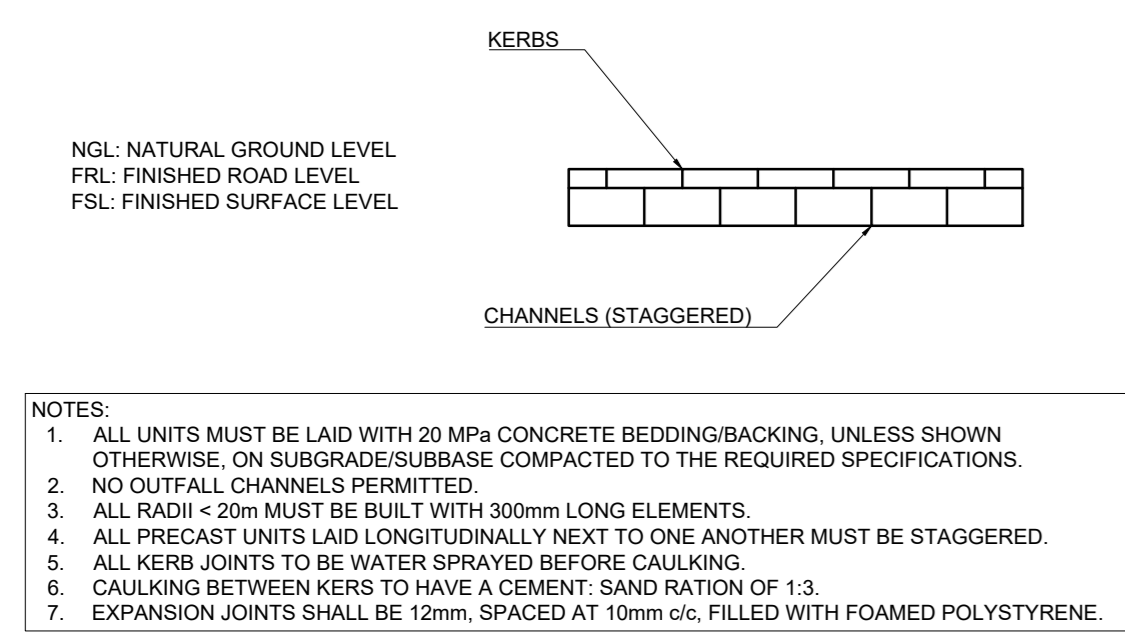 KERBS
NGL: NATURAL GROUND LEVEL
FRL: FINISHED ROAD LEVEL
FSL: FINISHED SURFACE LEVEL
CHANNELS (STAGGERED)
NOTES:
1. ALL UNITS MUST BE LAID WITH 20 MPa CONCRETE BEDDING/BACKING, UNLESS SHOWN
OTHERWISE, ON SUBGRADE/SUBBASE COMPACTED TO THE REQUIRED SPECIFICATIONS.
2. NO OUTFALL CHANNELS PERMITTED.
3. ALL RADII < 20m MUST BE BUILT WITH 300mm LONG ELEMENTS.
4. ALL PRECAST UNITS LAID LONGITUDINALLY NEXT TO ONE ANOTHER MUST BE STAGGERED.
5. ALL KERB JOINTS TO BE WATER SPRAYED BEFORE CAULKING.
6. CAULKING BETWEEN KERS TO HAVE A CEMENT: SAND RATION OF 1:3.
7. EXPANSION JOINTS SHALL BE 12mm, SPACED AT 10mm c/c, FILLED WITH FOAMED POLYSTYRENE.